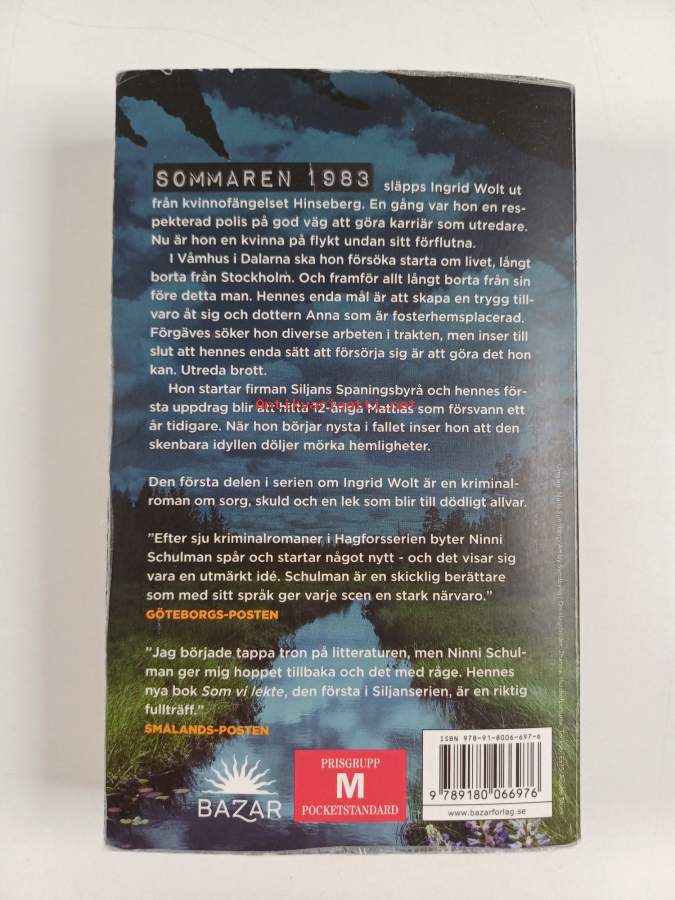 SOMMAREN 1983 släpps Ingrid Wolt ut
från kvinnofängelset Hinseberg. En gång var hon en res-
pekterad polis på god väg att göra karriär som utredare.
Nu är hon en kvinna på flykt undan sitt förflutna.
I Våmhus i Dalarna ska hon försöka starta om livet, långt
borta från Stockholm. Och framför allt långt borta från sin
före detta man. Hennes enda mål är att skapa en trygg till-
varo åt sig och dottern Anna som är fosterhemsplacerad.
Förgäves söker hon diverse arbeten i trakten, men inser till
slut att hennes enda sätt att försörja sig är att göra det hon
kan. Utreda brott.
Hon startar firman Siljans Spaningsbyrå och hennes för-
sta uppdrag blir att hitta 12-åriga Mattias som försvann ett
Antikvariaatti.net
år tidigare. När hon börjar nysta i fallet inser hon att den
skenbara idyllen döljer mörka hemligheter.
Den första delen i serien om Ingrid Wolt är en kriminal-
roman om sorg, skuld och en lek som blir till dödligt allvar.
”Efter sju kriminalromaner i Hagforsserien byter Ninni
Schulman spår och startar något nytt - och det visar sig
vara en utmärkt idé. Schulman är en skicklig berättare
som med sitt språk ger varje scen en stark närvaro.”
GÖTEBORGS-POSTEN
”Jag började tappa tron på litteraturen, men Ninni Schul-
man ger mig hoppet tillbaka och det med råge. Hennes
nya bok Som vi lekte, den första i Siljanserien, är en riktig
fullträff.”
SMÅLANDS-POSTEN
BAZAR
PRISGRUPP
M
POCKETSTANDARD
ISBN 978-91-8006-697-6
9 789180 066976
www.bazarforlag.se